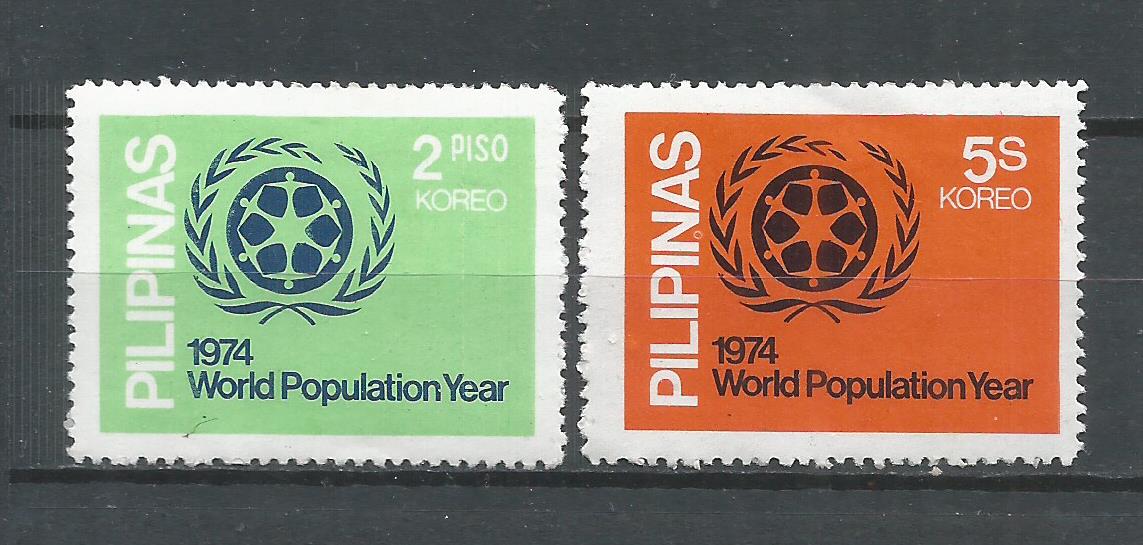 PILIPINAS
2 PISO
KOREO
1974
World Population Year
PILIPINAS
5S
KOREO
1974
World Population Year